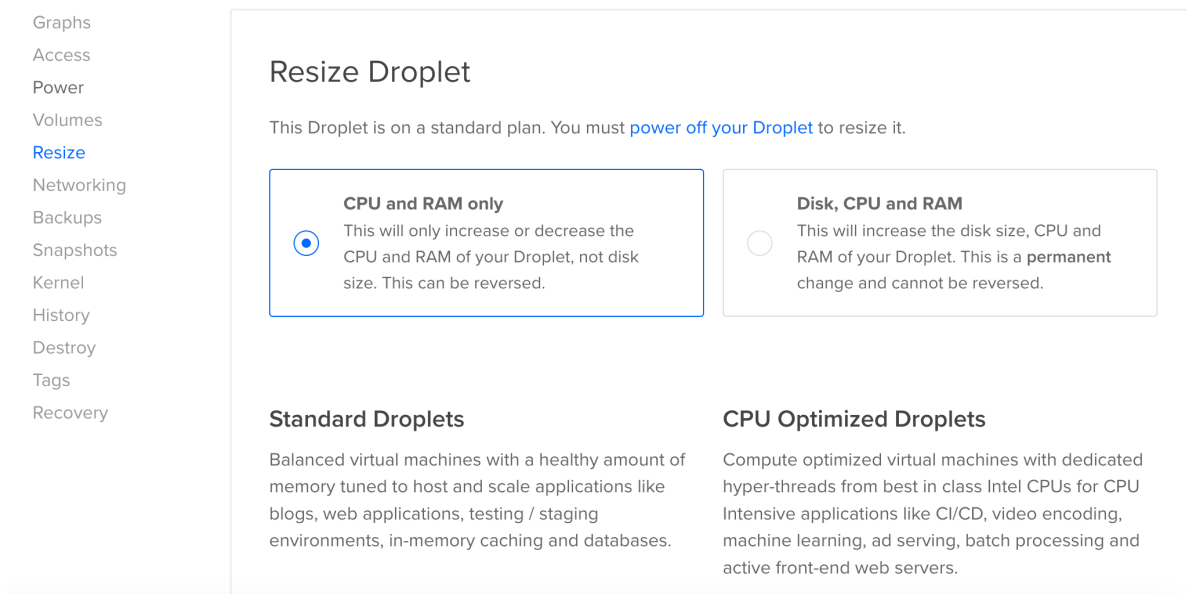 Graphs
Access
Power
Volumes
Resize
Networking
Backups
Snapshots
Kernel
History
Destroy
Tags
Recovery
Resize Droplet
This Droplet is on a standard plan. You must power off your Droplet to resize it.
CPU and RAM only
This will only increase or decrease the
CPU and RAM of your Droplet, not disk
size. This can be reversed.
Disk, CPU and RAM
This will increase the disk size, CPU and
RAM of your Droplet. This is a permanent
change and cannot be reversed.
Standard Droplets
Balanced virtual machines with a healthy amount of
memory tuned to host and scale applications like
blogs, web applications, testing / staging
environments, in-memory caching and databases.
CPU Optimized Droplets
Compute optimized virtual machines with dedicated
hyper-threads from best in class Intel CPUs for CPU
Intensive applications like CI/CD, video encoding,
machine learning, ad serving, batch processing and
active front-end web servers.